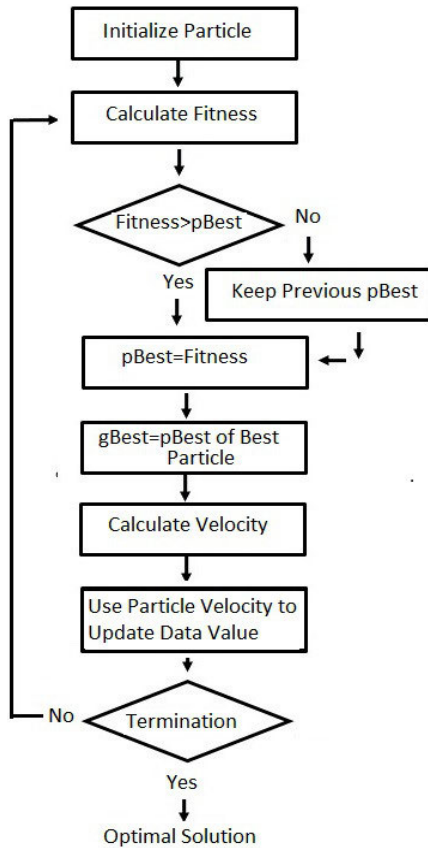 Initialize Particle
Calculate Fitness
Fitness>pBest
No
Yes
Keep Previous pBest
pBest=Fitness
gBest=pBest of Best
Particle
Calculate Velocity
Use Particle Velocity to
Update Data Value
No
Termination
Yes
Optimal Solution